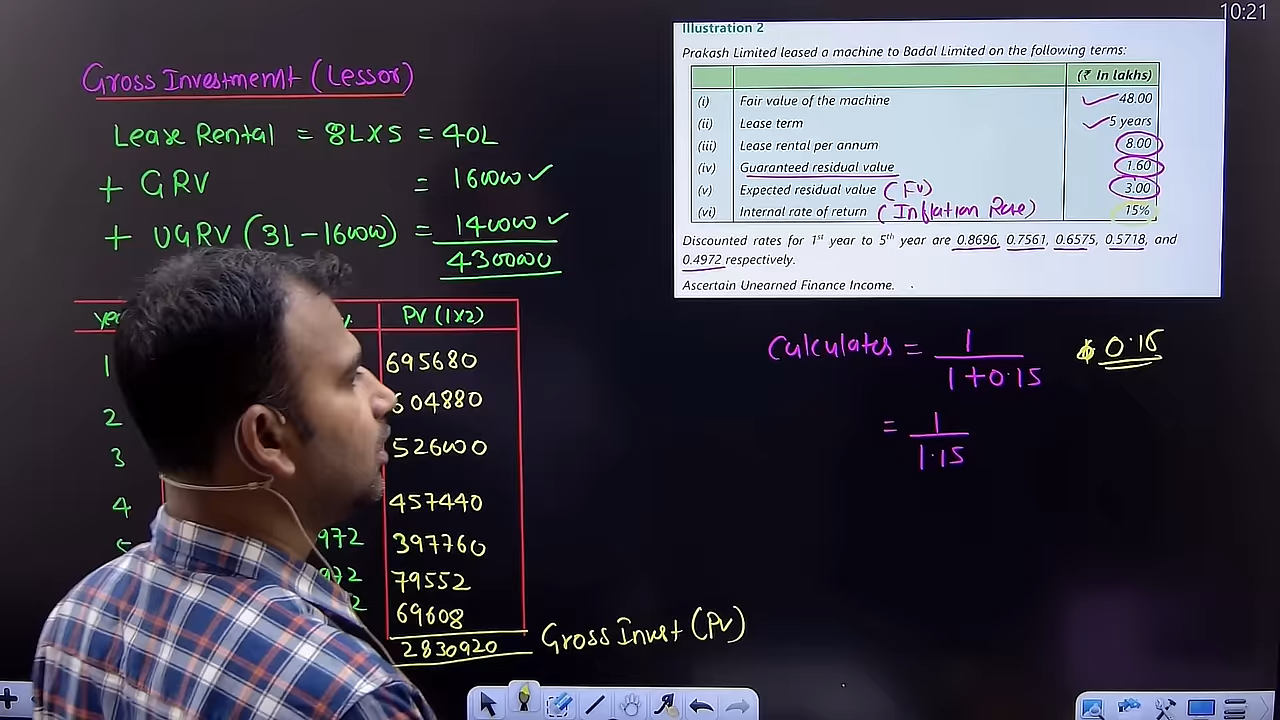 10:21
Gross Investmemt (Lessor)
Lease Rental = 8L×5 = 40L
+ GRV = 160000 ✓
+ UGRV (3L-160000) = 140000 ✓
4300000
PV (1×2)
1 695680
2 604880
3 526000
4 457440
5 972 397760
972 79552
2 69608
2830920 Gross Invest (PV)
Illustration 2
Prakash Limited leased a machine to Badal Limited on the following terms:
(₹ In lakhs)
(i) Fair value of the machine ✓ 48.00
(ii) Lease term ✓ 5 years
(iii) Lease rental per annum 8.00
(iv) Guaranteed residual value 1.60
(v) Expected residual value (FV) 3.00
(vi) Internal rate of return (Inflation Rate) 15%
Discounted rates for 1st year to 5th year are 0.8696, 0.7561, 0.6575, 0.5718, and
0.4972 respectively.
Ascertain Unearned Finance Income.
Calculates = 1 / 1+0.15 0.15
= 1 / 1.15